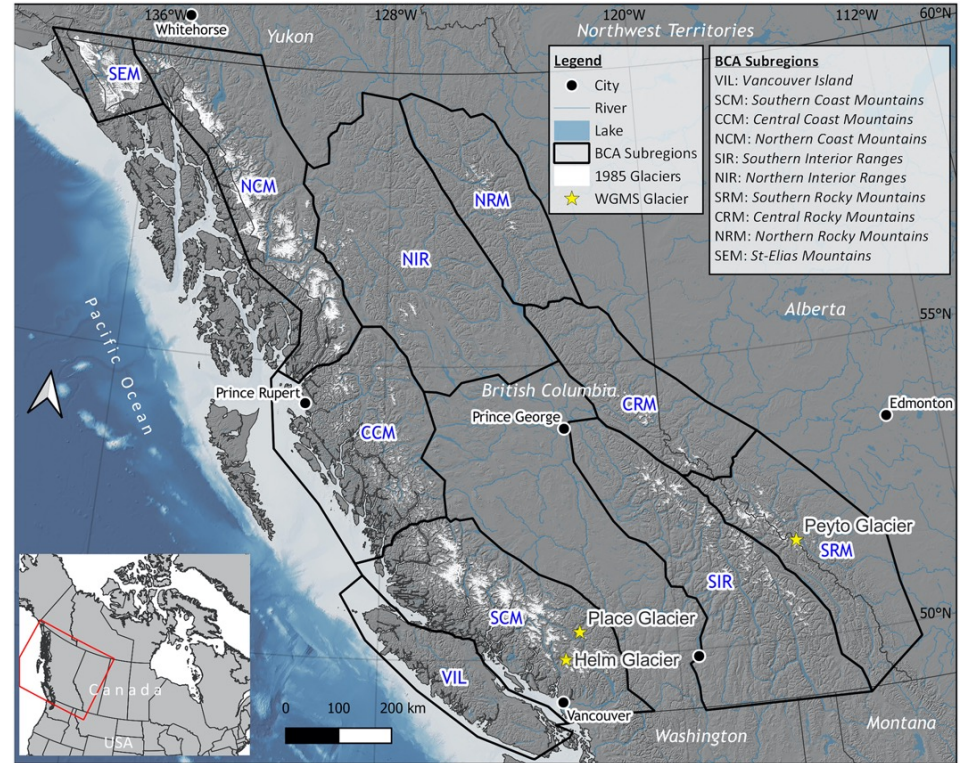 136°W
128°W
120°W
112°W
60°N
Whitehorse
Yukon
Northwest Territories
SEM
Legend
City
River
Lake
BCA Subregions
1985 Glaciers
WGMS Glacier
BCA Subregions
VIL: Vancouver Island
SCM: Southern Coast Mountains
CCM: Central Coast Mountains
NCM: Northern Coast Mountains
SIR: Southern Interior Ranges
NIR: Northern Interior Ranges
SRM: Southern Rocky Mountains
CRM: Central Rocky Mountains
NRM: Northern Rocky Mountains
SEM: St-Elias Mountains
NCM
NRM
NIR
Alberta
55°N
Pacific Ocean
Prince Rupert
British Columbia
Prince George
CRM
Edmonton
CCM
Peyto Glacier
SRM
SIR
SCM
Place Glacier
50°N
Helm Glacier
VIL
Canada
USA
0 100 200 km
Vancouver
Washington
Montana